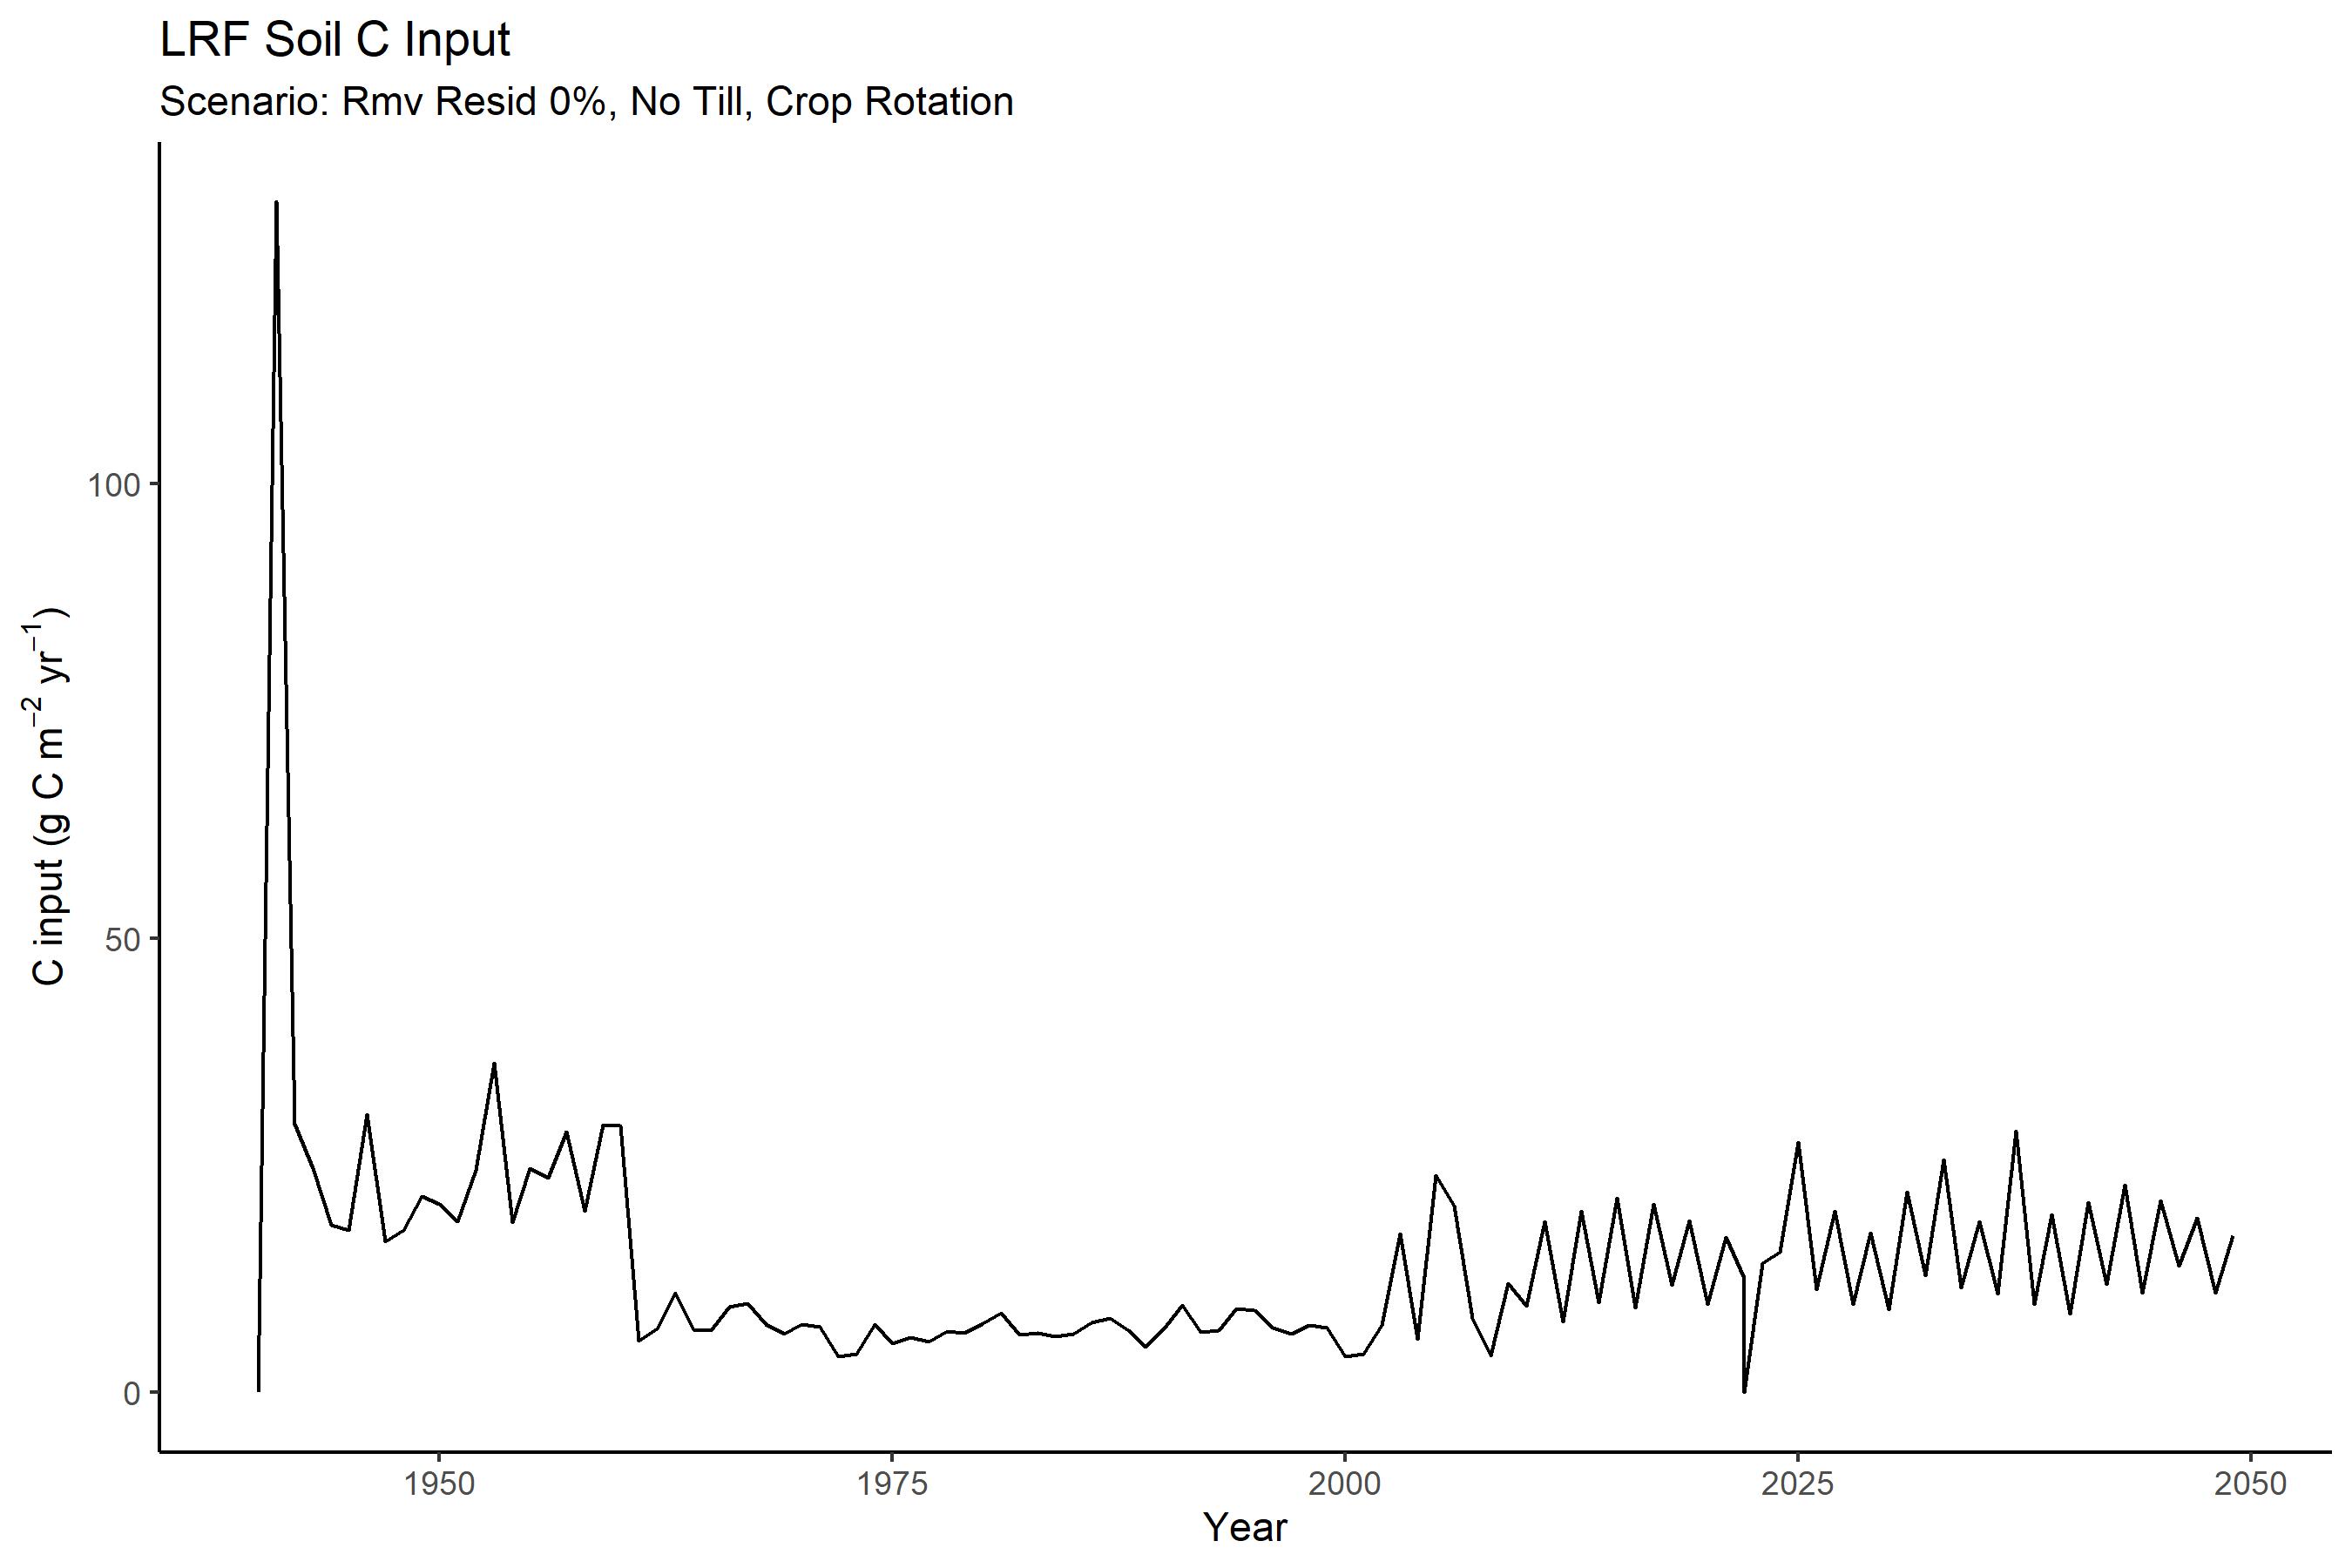 LRF Soil C Input
Scenario: Rmv Resid 0%, No Till, Crop Rotation
C input (g C m⁻² yr⁻¹)
100
50
0
1950 1975 2000 2025 2050
Year